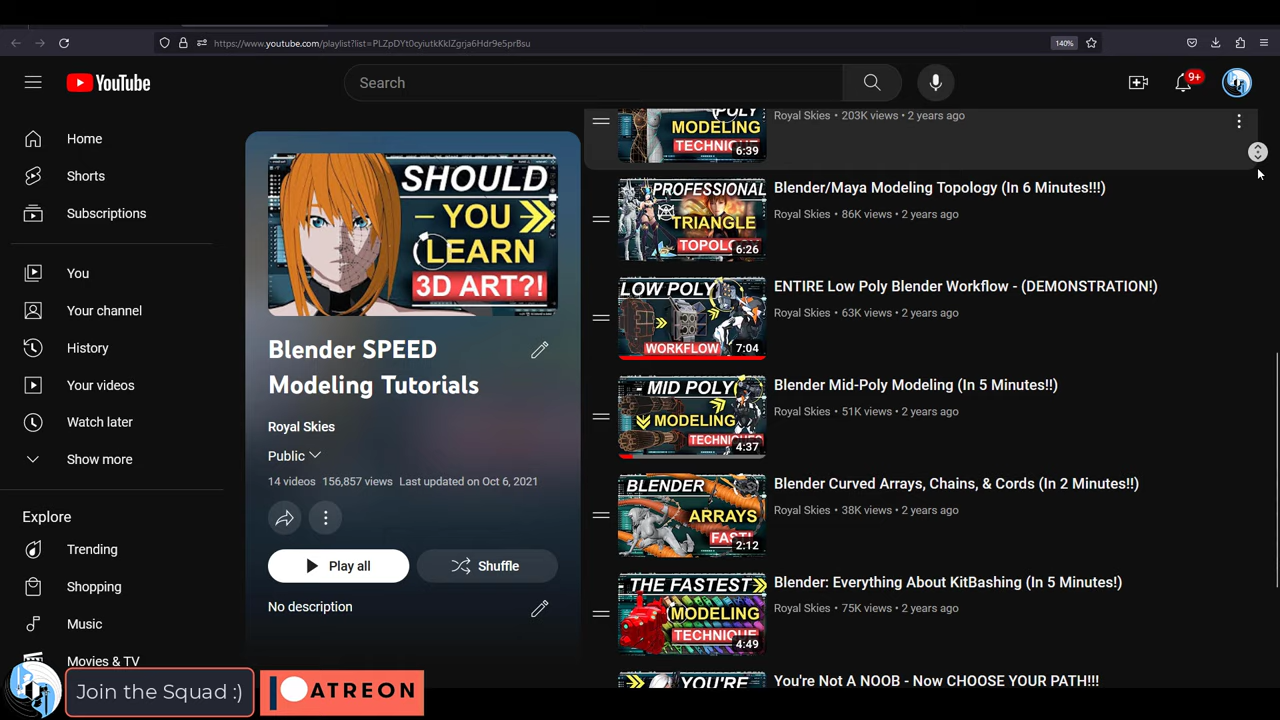 https://www.youtube.com/playlist?list=PLZpDYt0cyiutkKklZgrja6Hdr9e5prBsu
140%
YouTube
Search
9+
Home
Shorts
Subscriptions
You
Your channel
History
Your videos
Watch later
Show more
Explore
Trending
Shopping
Music
Movies & TV
SHOULD
YOU
LEARN
3D ART?!
Blender SPEED
Modeling Tutorials
Royal Skies
Public
14 videos 156,857 views Last updated on Oct 6, 2021
Play all
Shuffle
No description
POLY
MODELING
TECHNIQUE
6:39
Royal Skies • 203K views • 2 years ago
PROFESSIONAL
TRIANGLE
TOPOLOGY
6:26
Blender/Maya Modeling Topology (In 6 Minutes!!!)
Royal Skies • 86K views • 2 years ago
LOW POLY
WORKFLOW
7:04
ENTIRE Low Poly Blender Workflow - (DEMONSTRATION!)
Royal Skies • 63K views • 2 years ago
MID POLY
MODELING
TECHNIQUES
4:37
Blender Mid-Poly Modeling (In 5 Minutes!!)
Royal Skies • 51K views • 2 years ago
BLENDER
ARRAYS
FAST!
2:12
Blender Curved Arrays, Chains, & Cords (In 2 Minutes!!)
Royal Skies • 38K views • 2 years ago
THE FASTEST
MODELING
TECHNIQUE
4:49
Blender: Everything About KitBashing (In 5 Minutes!)
Royal Skies • 75K views • 2 years ago
YOU'RE
You're Not A NOOB - Now CHOOSE YOUR PATH!!!
Join the Squad :)
PATREON